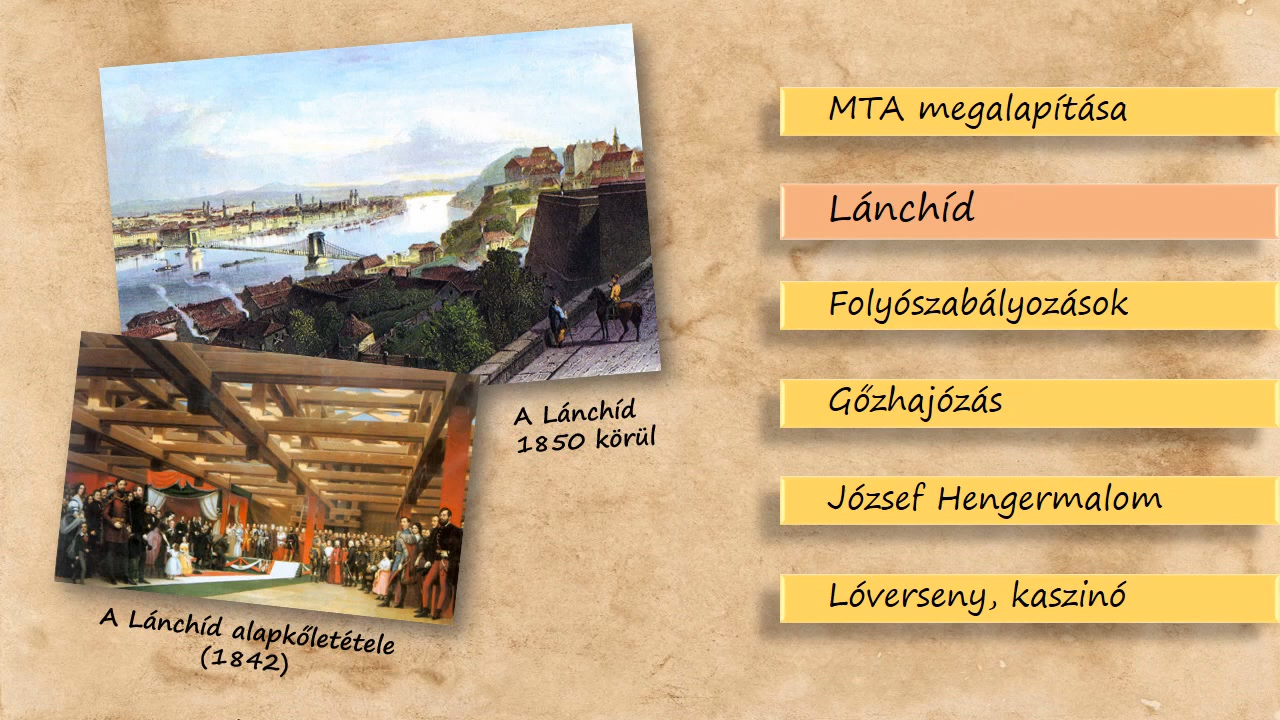 A Lánchíd
1850 körül
A Lánchíd alapkőletétele
(1842)
MTA megalapítása
Lánchíd
Folyószabályozások
Gőzhajózás
József Hengermalom
Lóverseny, kaszinó